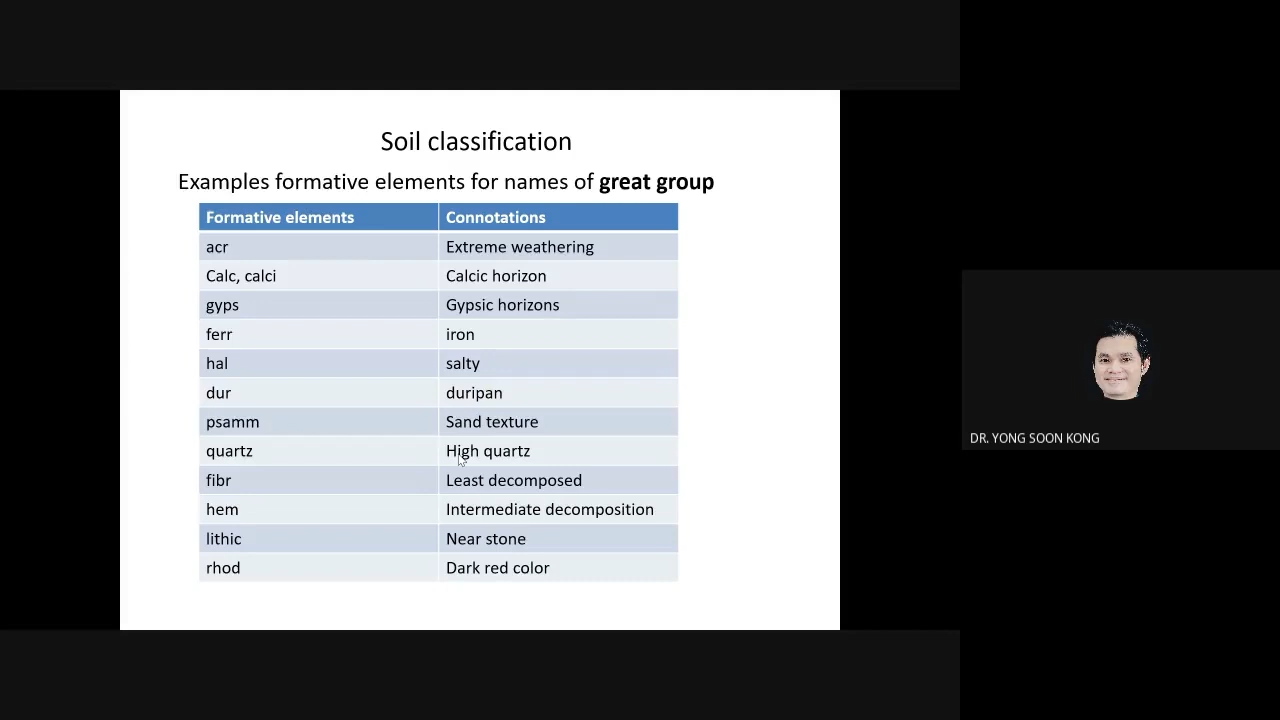 Soil classification
Examples formative elements for names of great group
Formative elements Connotations
acr Extreme weathering
Calc, calci Calcic horizon
gyps Gypsic horizons
ferr iron
hal salty
dur duripan
psamm Sand texture
quartz High quartz
fibr Least decomposed
hem Intermediate decomposition
lithic Near stone
rhod Dark red color
DR. YONG SOON KONG